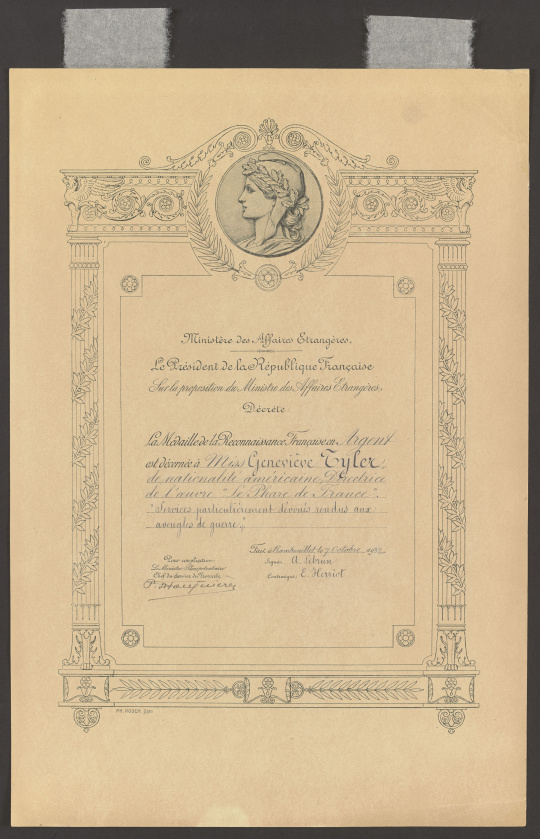 Ministère des Affaires Etrangères.
Le Président de la République Française
Sur la proposition du Ministre des Affaires Etrangères,
Décrète:
La Médaille de la Reconnaissance Française en Argent
est décernée à Miss Geneviève Tyler,
de nationalité américaine, Directrice
de l'œuvre "Le Phare de France".
"Services particulièrement dévoués rendus aux
aveugles de guerre."
Fait à Rambouillet le 7 Octobre 1932
Signé: A. Lebrun
Contresigné: E. Herriot
Pour ampliation:
Le Ministre Plénipotentiaire
Chef du Service du Protocole,
PH. ROGER, Éditr